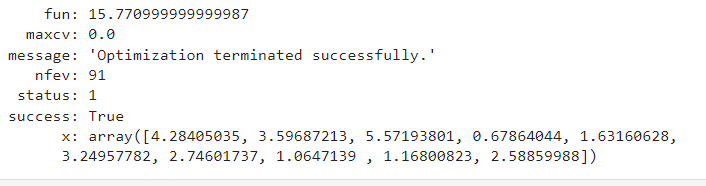 fun: 15.770999999999987
maxcv: 0.0
message: 'Optimization terminated successfully.'
nfev: 91
status: 1
success: True
x: array([4.28405035, 3.59687213, 5.57193801, 0.67864044, 1.63160628,
3.24957782, 2.74601737, 1.0647139 , 1.16800823, 2.58859988])